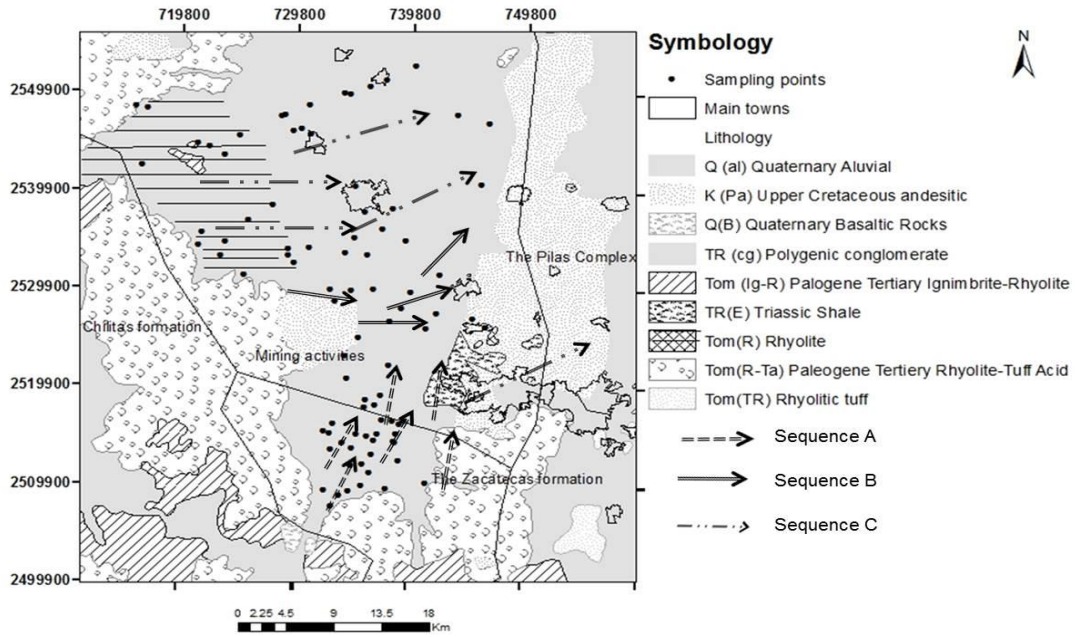 719800 729800 739800 749800
2549900
2539900
2529900
2519900
2509900
2499900
The Pilas Complex
Chilitas formation
Mining activities
The Zacatecas formation
0 2.25 4.5 9 13.5 18
Km
N
Symbology
Sampling points
Main towns
Lithology
Q (al) Quaternary Aluvial
K (Pa) Upper Cretaceous andesitic
Q(B) Quaternary Basaltic Rocks
TR (cg) Polygenic conglomerate
Tom (Ig-R) Palogene Tertiary Ignimbrite-Rhyolite
TR(E) Triassic Shale
Tom(R) Rhyolite
Tom(R-Ta) Paleogene Tertiary Rhyolite-Tuff Acid
Tom(TR) Rhyolitic tuff
Sequence A
Sequence B
Sequence C